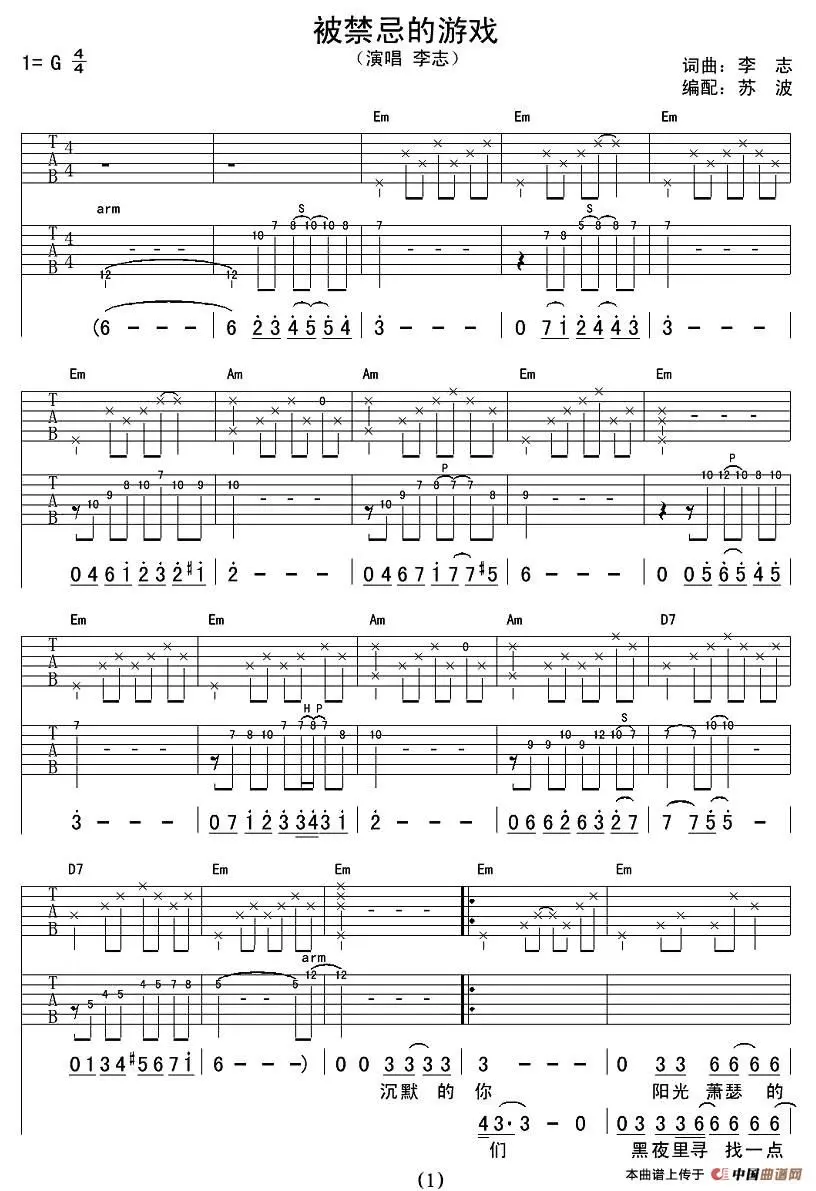 被禁忌的游戏
（演唱 李志）
1= G 4/4
词曲：李 志
编配：苏 波
Em Em Em
T A B 4/4
arm S S
T A B 4/4
12 12 10 7 8 10 10 8 7 7 8 5 8 8 7 7
(6 - - - 6 2 3 4 5 5 4 3 - - - 0 7 1 2 4 4 3 3 - - -
Em Am Am Em Em
T A B 0
P P
T A B 10 9 8 10 7 10 9 10 10 9 7 8 7 7 8 9 10 12 10 8 10
0 4 6 1 2 3 2 #1 2 - - - 0 4 6 7 1 7 7 #5 6 - - - 0 0 5 6 5 4 5
Em Em Am Am D7
T A B 0
H P S
T A B 7 7 8 10 7 7 8 7 8 10 9 9 10 9 12 10 7 7 7 10 10
3 - - - 0 7 1 2 3 3 4 3 1 2 - - - 0 6 6 2 6 3 2 7 7 7 5 5 -
D7 Em Em Em Em
T A B
arm
T A B 5 4 5 4 5 7 8 5 5 12 12
0 1 3 4 #5 6 7 1 6 - - - ) 0 0 3 3 3 3 3 - - - 0 3 3 6 6 6 6
沉默 的 你 阳光 萧瑟 的
4 3· 3 - 0 0 3 3 3 3 6 6 6 6 6
们 黑夜里寻 找一点
(1)
本曲谱上传于 中国曲谱网